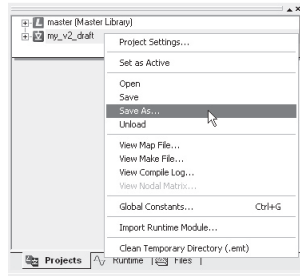 master (Master Library)
my_v2_draft
Project Settings...
Set as Active
Open
Save
Save As...
Unload
View Map File...
View Make File...
View Compile Log...
View Nodal Matrix...
Global Constants... Ctrl+G
Import Runtime Module...
Clean Temporary Directory (.emt)
Projects Runtime Files